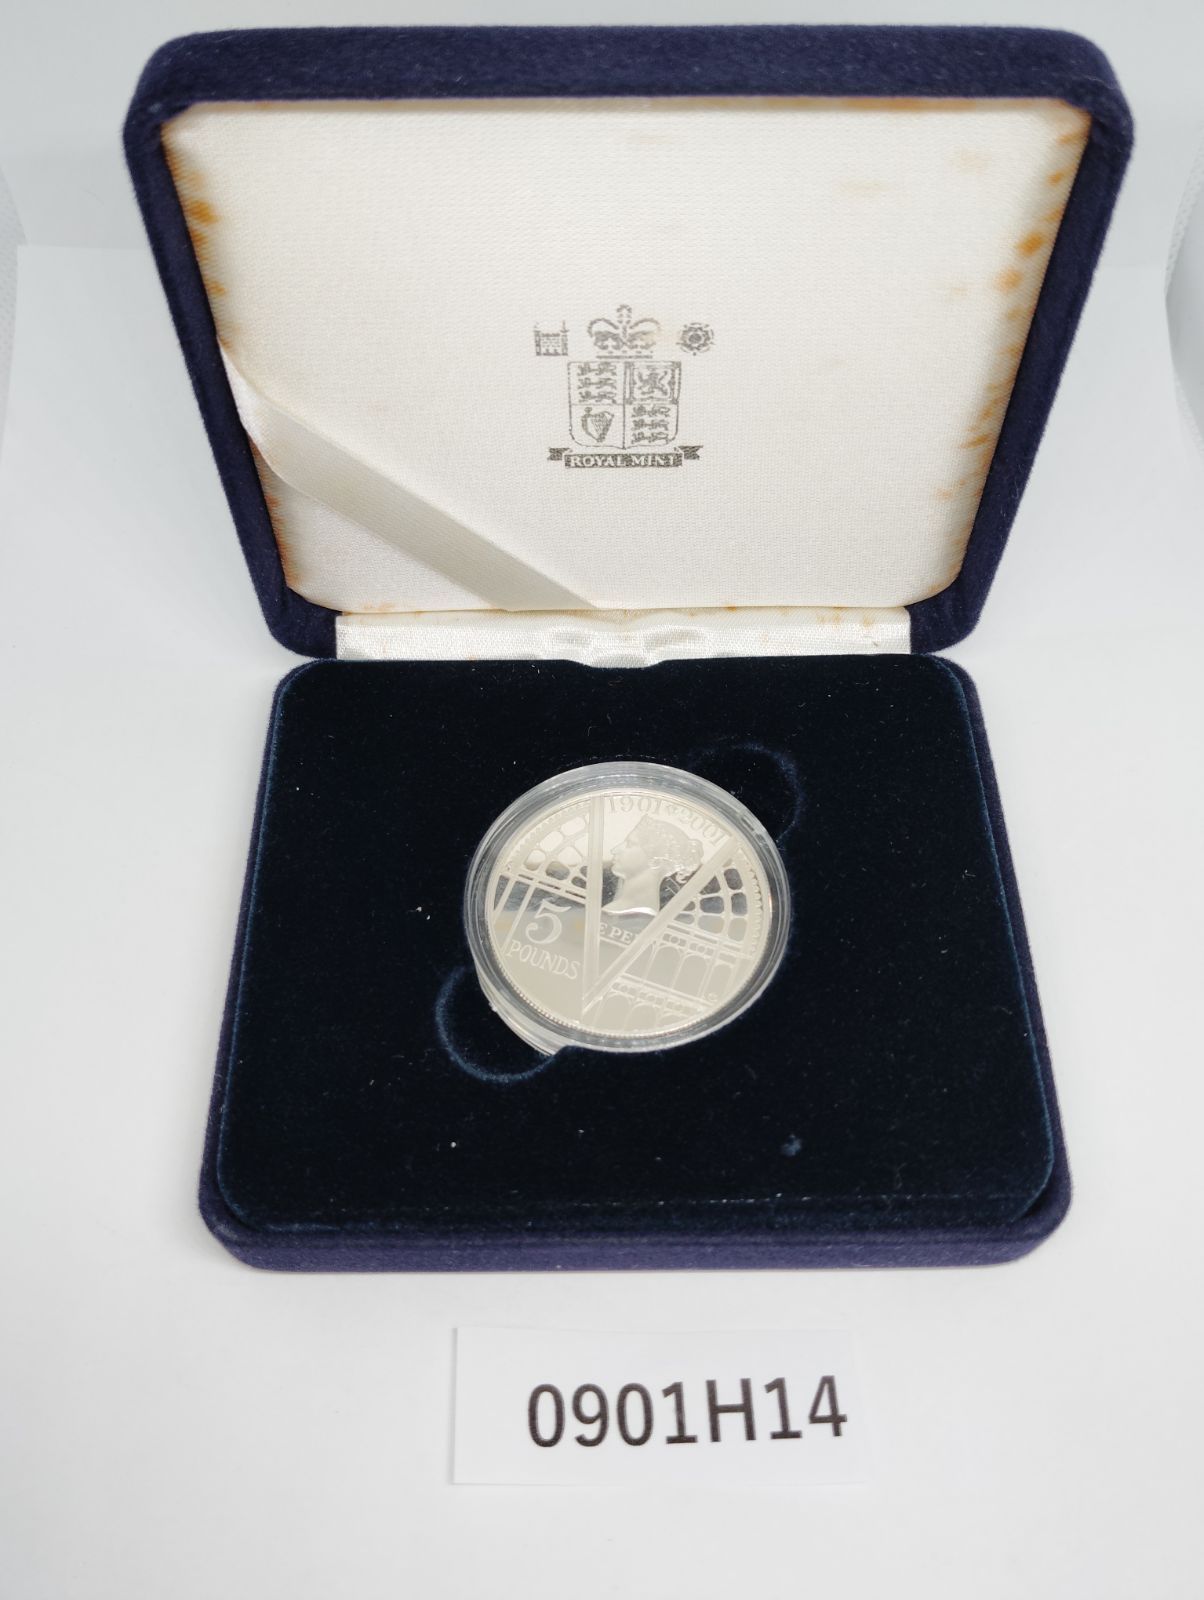 ROYAL MINT
1901 2001
5
POUNDS
0901H14